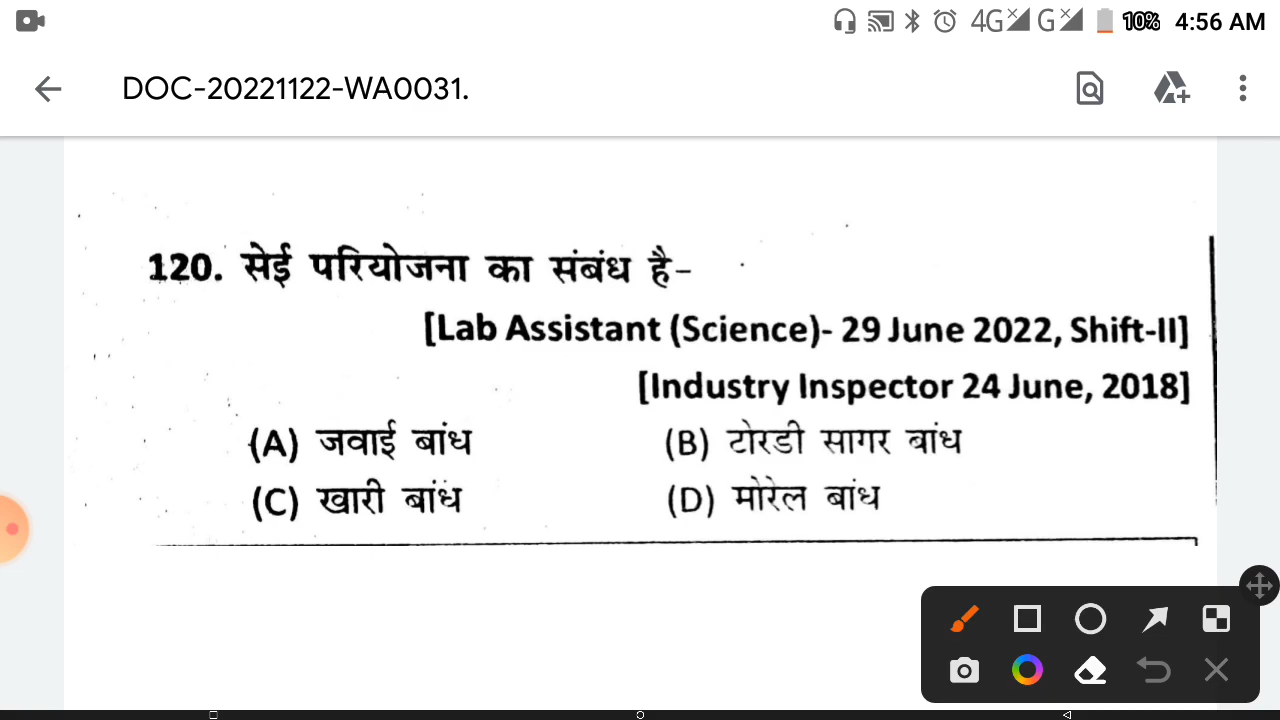 4G G 10% 4:56 AM
DOC-20221122-WA0031.
120. सेई परियोजना का संबंध है-
[Lab Assistant (Science)- 29 June 2022, Shift-II]
[Industry Inspector 24 June, 2018]
(A) जवाई बांध (B) टोरडी सागर बांध
(C) खारी बांध (D) मोरेल बांध